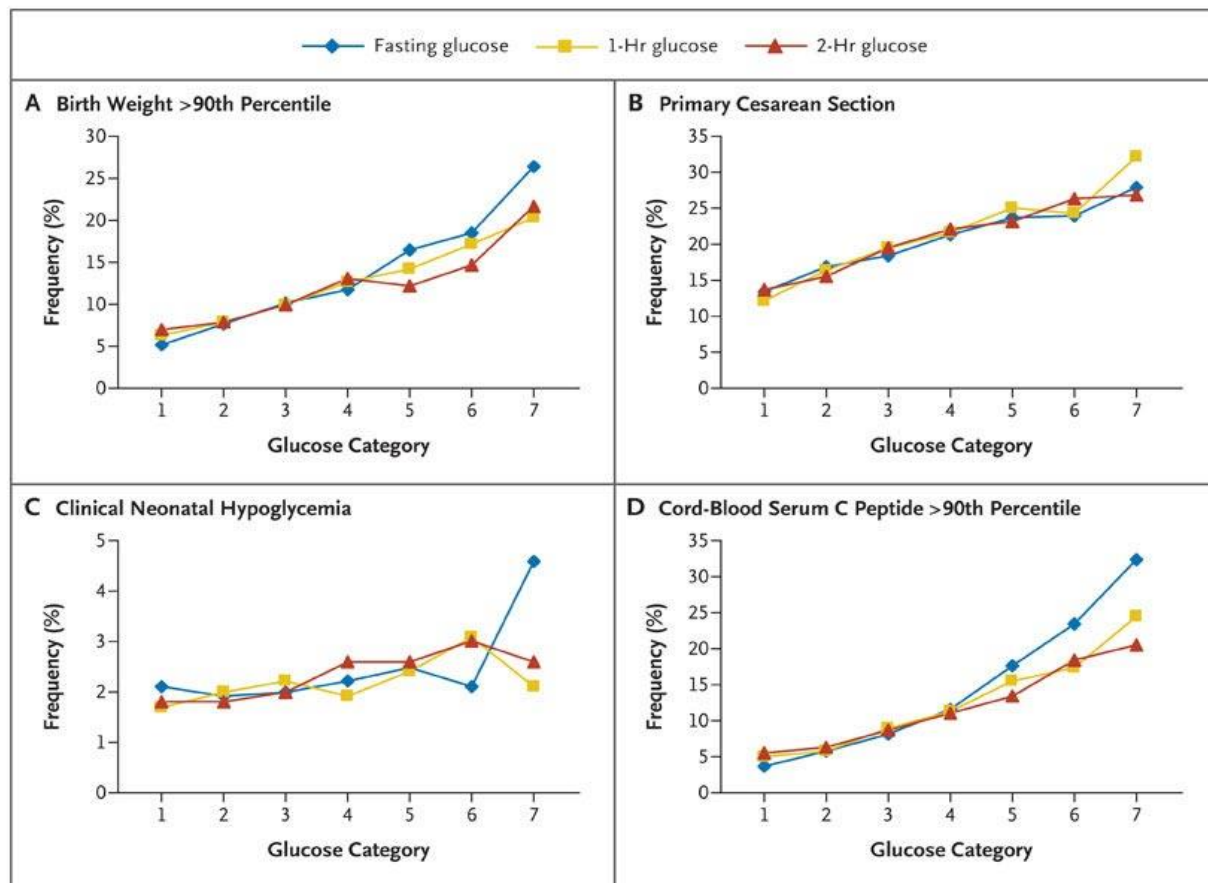 Fasting glucose 1-Hr glucose 2-Hr glucose
A Birth Weight >90th Percentile
Frequency (%)
30
25
20
15
10
5
0
1 2 3 4 5 6 7
Glucose Category
B Primary Cesarean Section
Frequency (%)
35
30
25
20
15
10
5
0
1 2 3 4 5 6 7
Glucose Category
C Clinical Neonatal Hypoglycemia
Frequency (%)
5
4
3
2
1
0
1 2 3 4 5 6 7
Glucose Category
D Cord-Blood Serum C Peptide >90th Percentile
Frequency (%)
35
30
25
20
15
10
5
0
1 2 3 4 5 6 7
Glucose Category